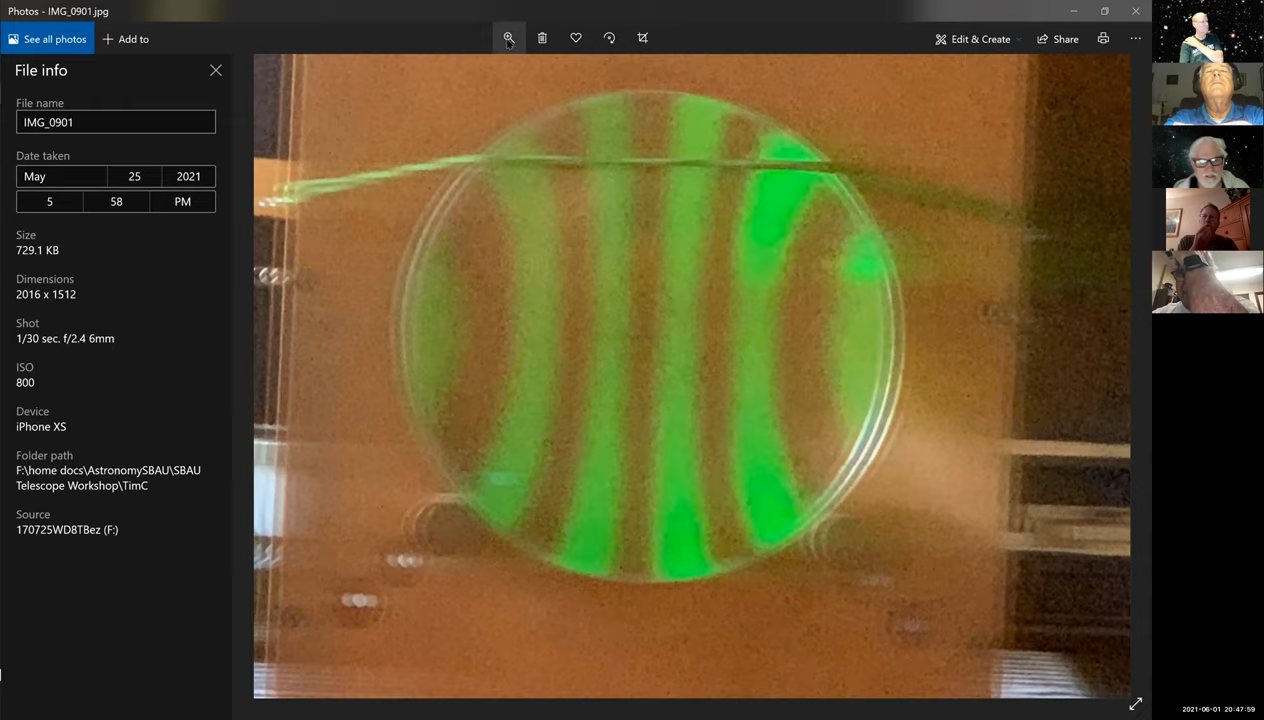 Photos - IMG_0901.jpg
See all photos
Add to
Edit & Create
Share
File info
File name
IMG_0901
Date taken
May 25 2021
5 58 PM
Size
729.1 KB
Dimensions
2016 x 1512
Shot
1/30 sec. f/2.4 6mm
ISO
800
Device
iPhone XS
Folder path
F:\home docs\AstronomySBAU\SBAU
Telescope Workshop\TimC
Source
170725WD8TBez (F:)
2021-06-01 20:47:59